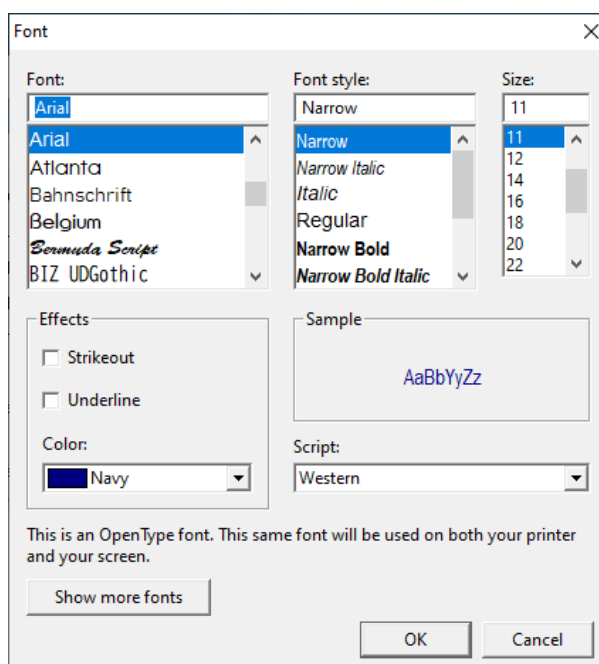 Font
Font:
Arial
Arial
Atlanta
Bahnschrift
Belgium
Bermuda Script
BIZ UDGothic
Font style:
Narrow
Narrow
Narrow Italic
Italic
Regular
Narrow Bold
Narrow Bold Italic
Size:
11
11
12
14
16
18
20
22
Effects
Strikeout
Underline
Color:
Navy
Sample
AaBbYyZz
Script:
Western
This is an OpenType font. This same font will be used on both your printer
and your screen.
Show more fonts
OK
Cancel